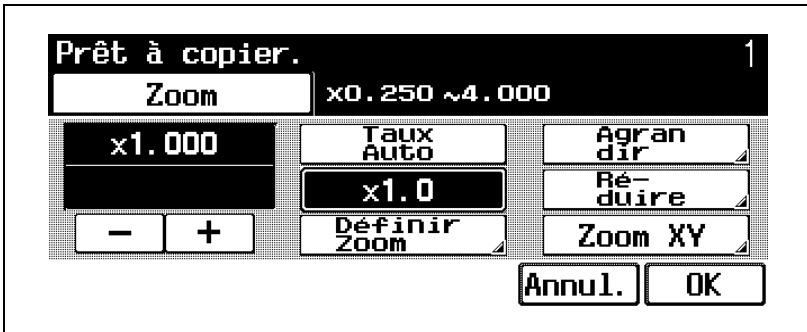 Prêt à copier. 1
Zoom x0.250 ~4.000
x1.000
Taux
Auto
Agran
dir
x1.0
Ré-
duire
− +
Définir
Zoom
Zoom XY
Annul. OK